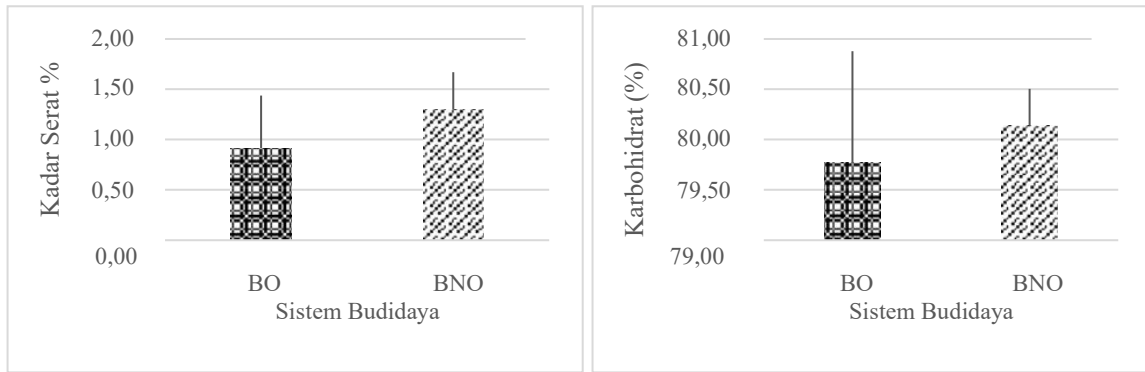 Kadar Serat %
2,00
1,50
1,00
0,50
0,00
BO BNO
Sistem Budidaya
Karbohidrat (%)
81,00
80,50
80,00
79,50
79,00
BO BNO
Sistem Budidaya